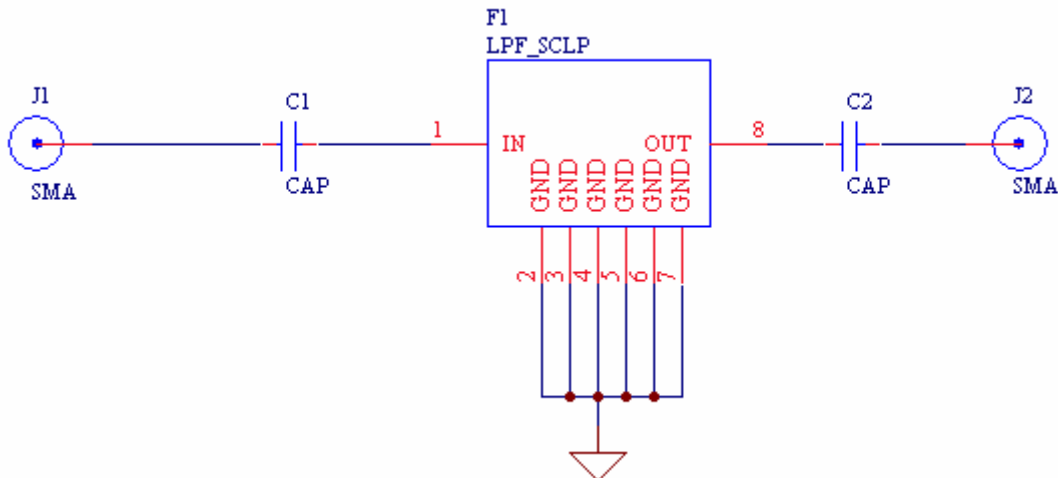 F1
LPF_SCLP
J1
C1
C2
J2
1
IN
OUT
8
SMA
CAP
CAP
SMA
GND
GND
GND
GND
GND
GND
2
3
4
5
6
7